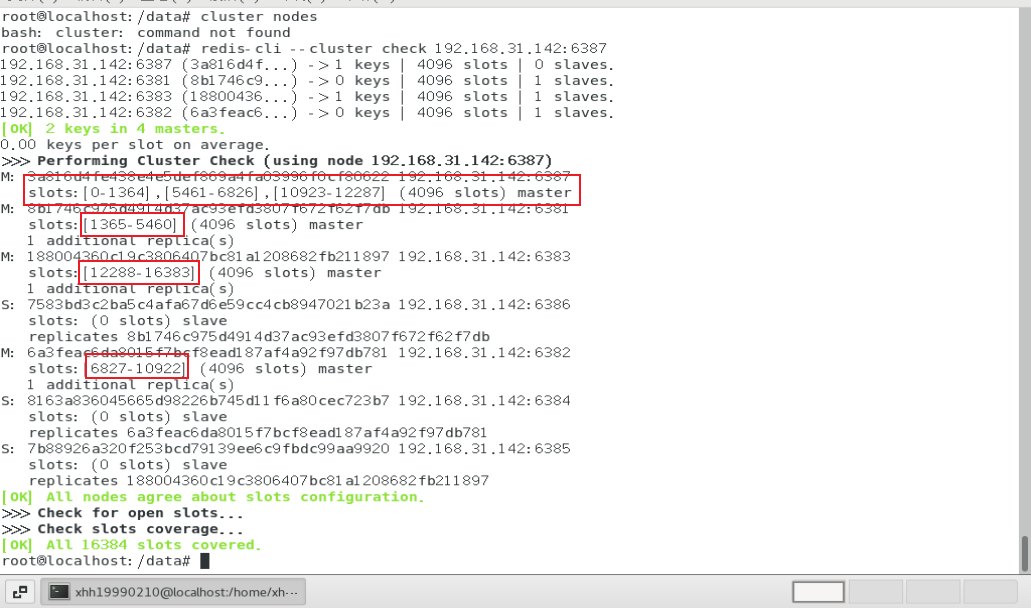 root@localhost:/data# cluster nodes
bash: cluster: command not found
root@localhost:/data# redis-cli --cluster check 192.168.31.142:6387
192.168.31.142:6387 (3a816d4f...) -> 1 keys | 4096 slots | 0 slaves.
192.168.31.142:6381 (8b1746c9...) -> 0 keys | 4096 slots | 1 slaves.
192.168.31.142:6383 (18800436...) -> 1 keys | 4096 slots | 1 slaves.
192.168.31.142:6382 (6a3feac6...) -> 0 keys | 4096 slots | 1 slaves.
[OK] 2 keys in 4 masters.
0.00 keys per slot on average.
>>> Performing Cluster Check (using node 192.168.31.142:6387)
M: 3a816d4fe438e4e5def869a4fa03996f0cf80622 192.168.31.142:6387
slots:[0-1364],[5461-6826],[10923-12287] (4096 slots) master
M: 8b1746c975d4914d37ac93efd3807f672f62f7db 192.168.31.142:6381
slots:[1365-5460] (4096 slots) master
1 additional replica(s)
M: 188004360c19c3806407bc81a1208682fb211897 192.168.31.142:6383
slots:[12288-16383] (4096 slots) master
1 additional replica(s)
S: 7583bd3c2ba5c4afa67d6e59cc4cb8947021b23a 192.168.31.142:6386
slots: (0 slots) slave
replicates 8b1746c975d4914d37ac93efd3807f672f62f7db
M: 6a3feac6da8015f7bcf8ead187af4a92f97db781 192.168.31.142:6382
slots:[6827-10922] (4096 slots) master
1 additional replica(s)
S: 8163a836045665d98226b745d11f6a80cec723b7 192.168.31.142:6384
slots: (0 slots) slave
replicates 6a3feac6da8015f7bcf8ead187af4a92f97db781
S: 7b88926a320f253bcd79139ee6c9fbdc99aa9920 192.168.31.142:6385
slots: (0 slots) slave
replicates 188004360c19c3806407bc81a1208682fb211897
[OK] All nodes agree about slots configuration.
>>> Check for open slots...
>>> Check slots coverage...
[OK] All 16384 slots covered.
root@localhost:/data#
xhh19990210@localhost:/home/xh···